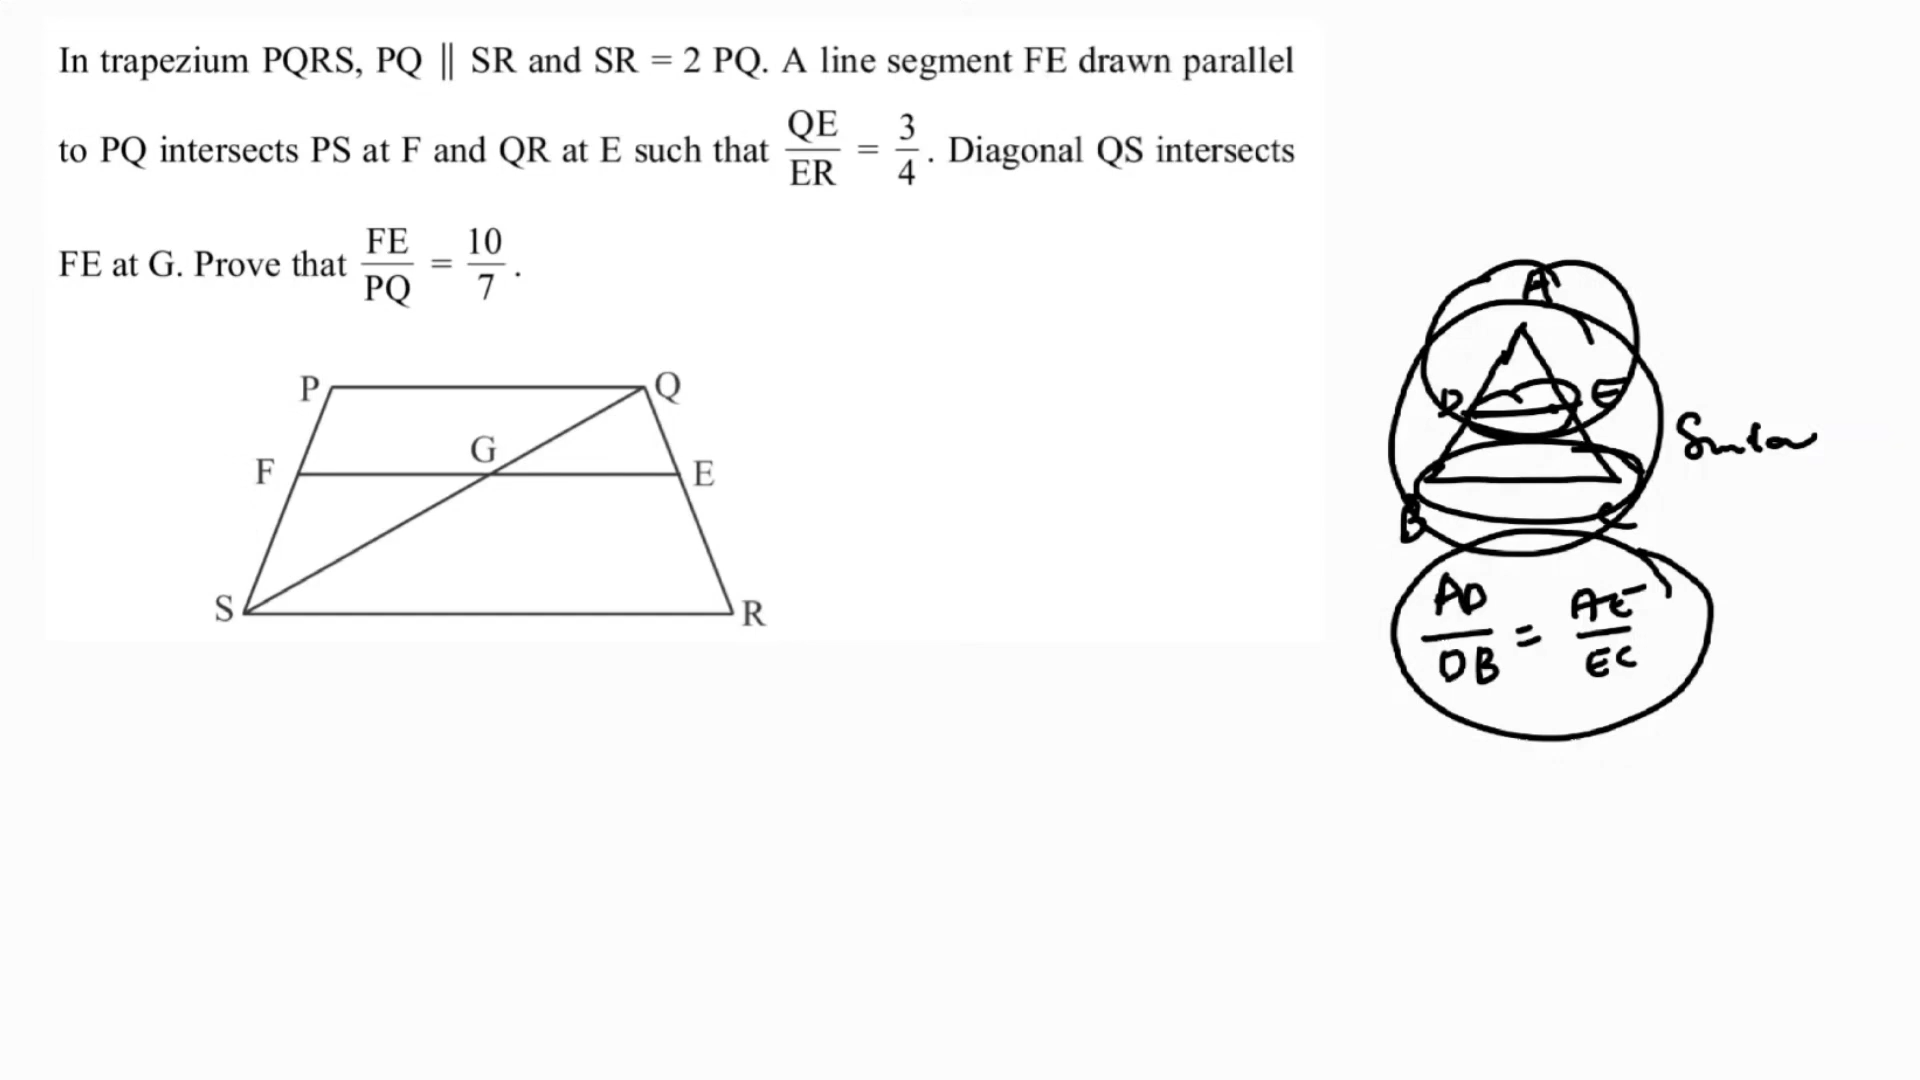 In trapezium PQRS, PQ || SR and SR = 2 PQ. A line segment FE drawn parallel
to PQ intersects PS at F and QR at E such that QE/ER = 3/4. Diagonal QS intersects
FE at G. Prove that FE/PQ = 10/7.
P Q
G
F E
S R
A
D E
B C
Similar
AD/DB = AE/EC